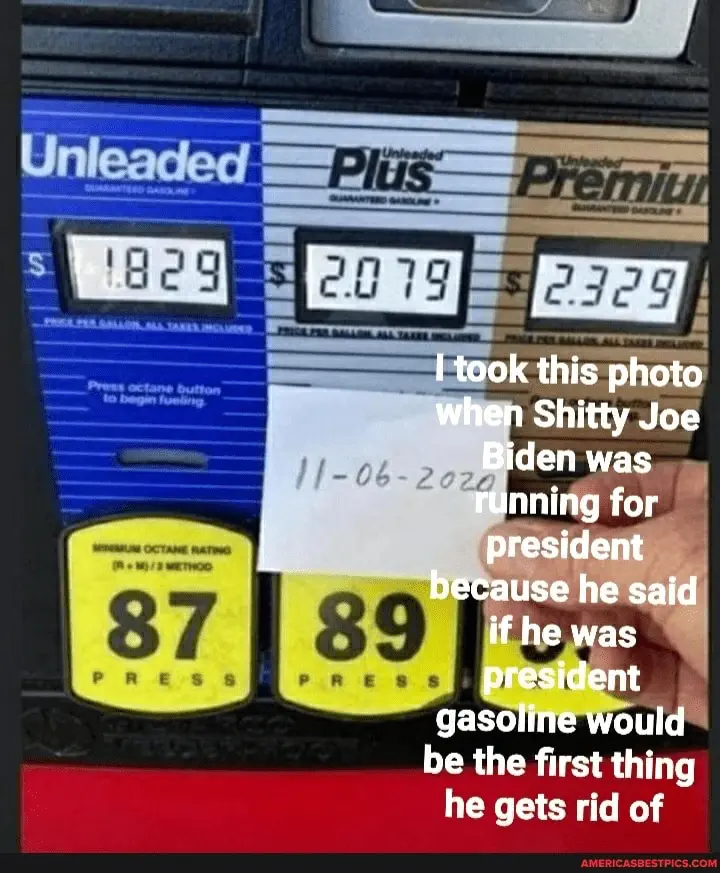 Unleaded
GUARANTEED GASOLINE
Unleaded
Plus
GUARANTEED GASOLINE
Unleaded
Premiu
GUARANTEED GASOLINE
$ 1.829
$ 2.079
$ 2.329
PRICE PER GALLON, ALL TAXES INCLUDED
PRICE PER GALLON, ALL TAXES INCLUDED
PRICE PER GALLON, ALL TAXES INCLUDED
Press octane button
to begin fueling.
11-06-2020
MINIMUM OCTANE RATING
(R + M) / 2 METHOD
87
PRESS
89
PRESS
I took this photo
when Shitty Joe
Biden was
running for
president
because he said
if he was
president
gasoline would
be the first thing
he gets rid of
AMERICASBESTPICS.COM